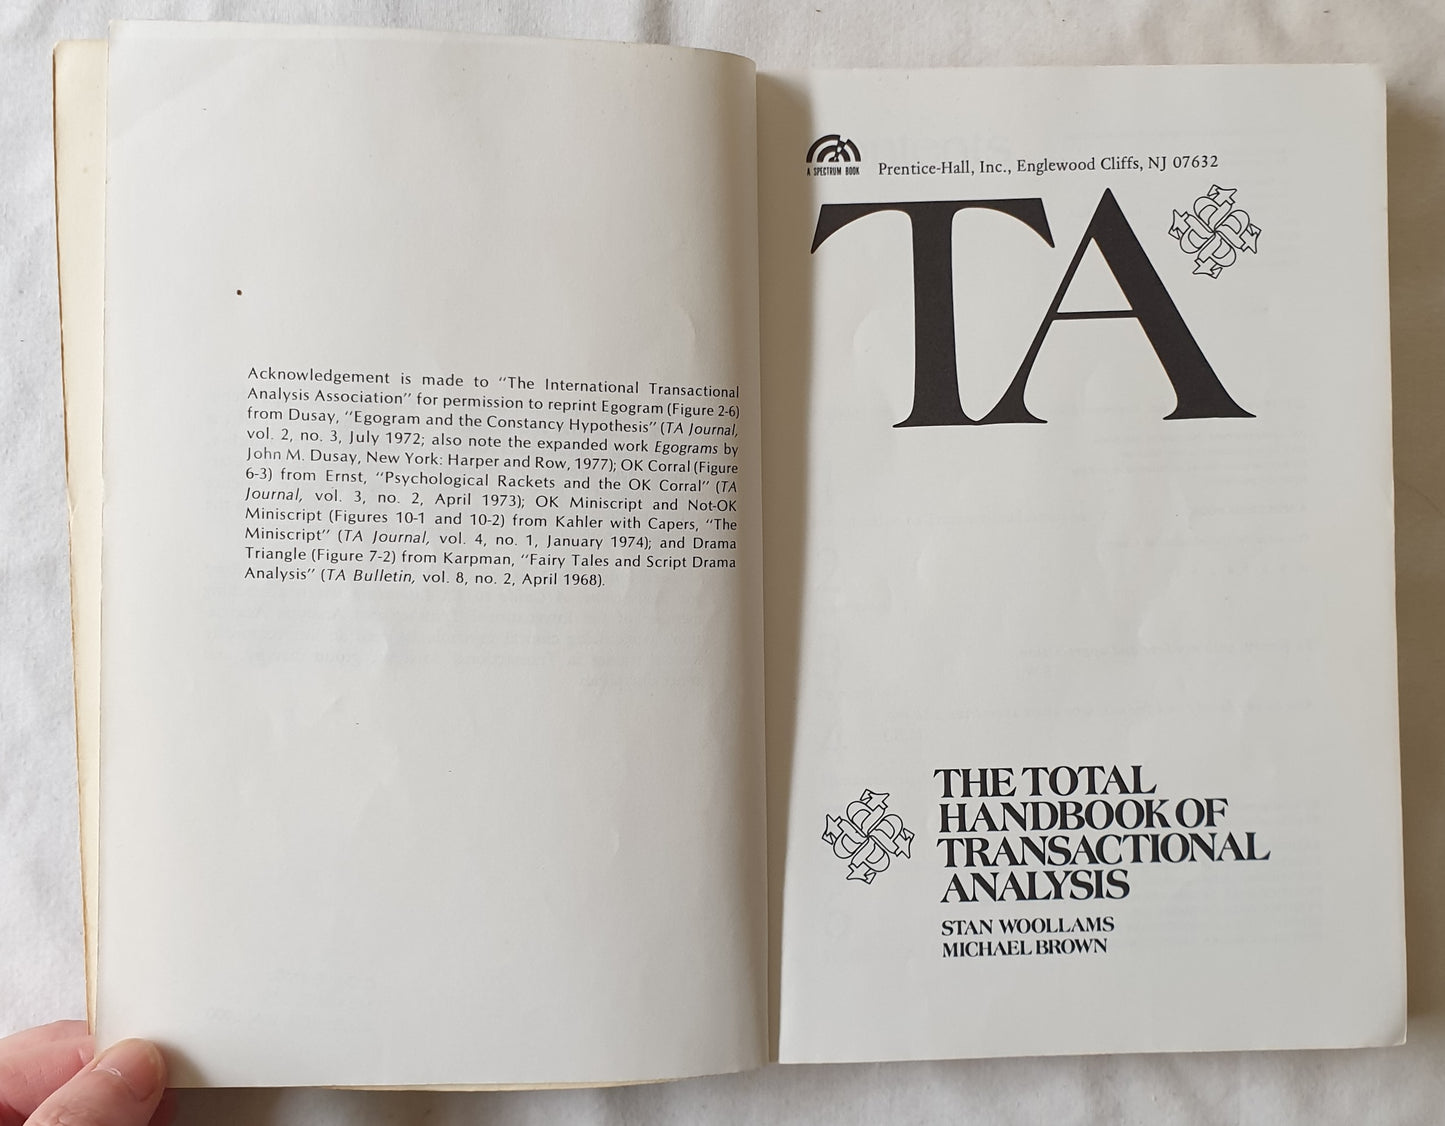 Acknowledgement is made to "The International Transactional
Analysis Association" for permission to reprint Egogram (Figure 2-6)
from Dusay, "Egogram and the Constancy Hypothesis" (TA Journal,
vol. 2, no. 3, July 1972; also note the expanded work Egograms by
John M. Dusay, New York: Harper and Row, 1977); OK Corral (Figure
6-3) from Ernst, "Psychological Rackets and the OK Corral" (TA
Journal, vol. 3, no. 2, April 1973); OK Miniscript and Not-OK
Miniscript (Figures 10-1 and 10-2) from Kahler with Capers, "The
Miniscript" (TA Journal, vol. 4, no. 1, January 1974); and Drama
Triangle (Figure 7-2) from Karpman, "Fairy Tales and Script Drama
Analysis" (TA Bulletin, vol. 8, no. 2, April 1968).
A SPECTRUM BOOK
Prentice-Hall, Inc., Englewood Cliffs, NJ 07632
TA
THE TOTAL
HANDBOOK OF
TRANSACTIONAL
ANALYSIS
STAN WOOLLAMS
MICHAEL BROWN